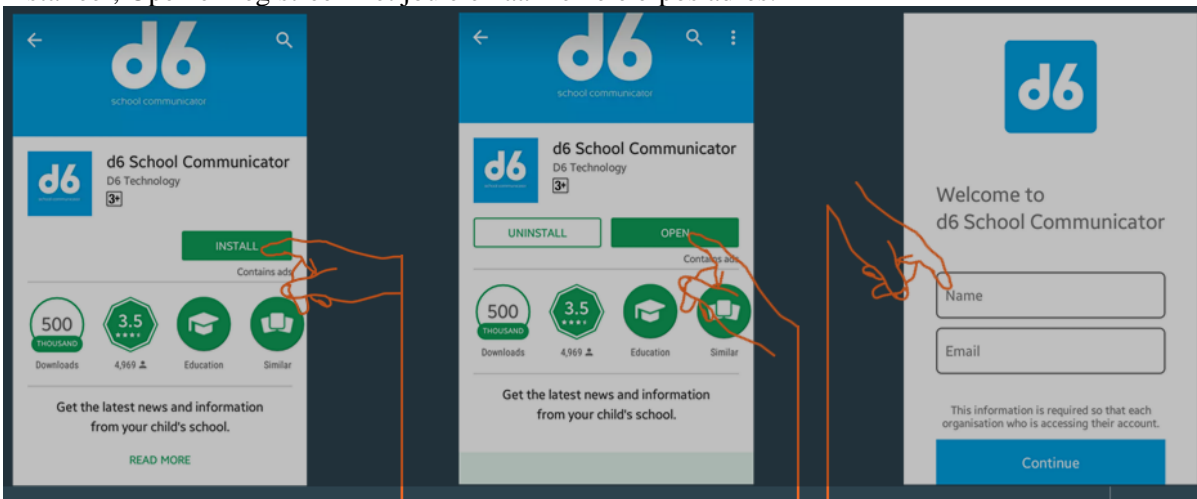 d6
school communicator
d6
d6 School Communicator
D6 Technology
3+
INSTALL
Contains ads
500
THOUSAND
Downloads
3.5
4,969
Education
Similar
Get the latest news and information
from your child's school.
READ MORE
d6
school communicator
d6
d6 School Communicator
D6 Technology
3+
UNINSTALL
OPEN
Contains ads
500
THOUSAND
Downloads
3.5
4,969
Education
Similar
Get the latest news and information
from your child's school.
d6
Welcome to
d6 School Communicator
Name
Email
This information is required so that each
organisation who is accessing their account.
Continue